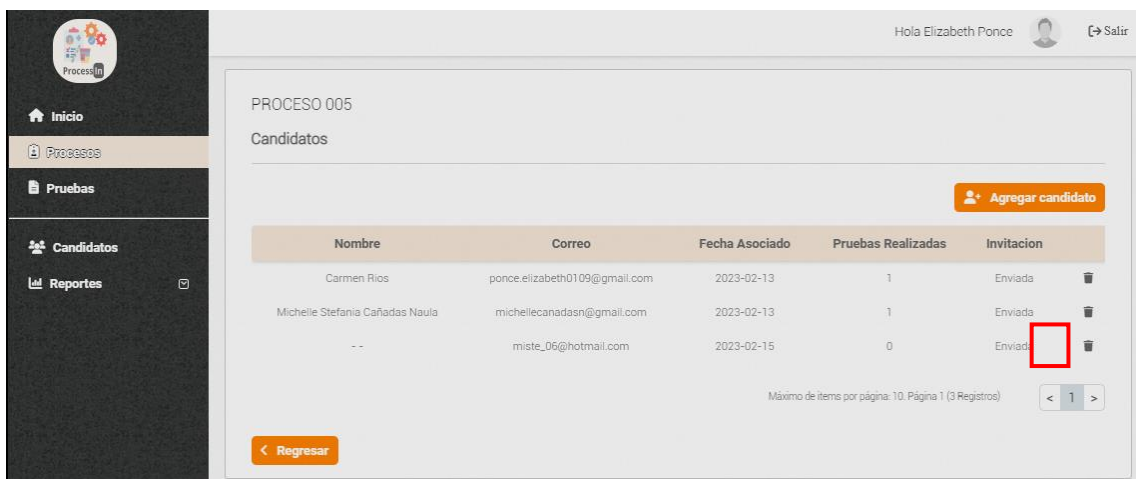 Hola Elizabeth Ponce
Salir
ProcessIn
Inicio
Procesos
Pruebas
Candidatos
Reportes
PROCESO 005
Candidatos
Agregar candidato
Nombre Correo Fecha Asociado Pruebas Realizadas Invitacion
Carmen Rios ponce.elizabeth0109@gmail.com 2023-02-13 1 Enviada
Michelle Stefania Cañadas Naula michellecanadasn@gmail.com 2023-02-13 1 Enviada
- - miste_06@hotmail.com 2023-02-15 0 Enviada
Máximo de items por página: 10. Página 1 (3 Registros)
< 1 >
< Regresar